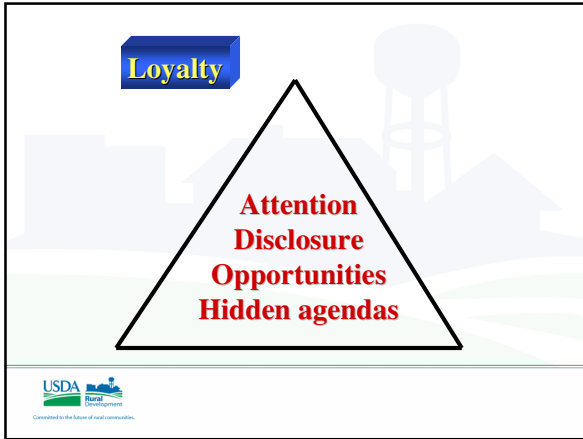 Loyalty
Attention
Disclosure
Opportunities
Hidden agendas
USDA
Rural
Development
Committed to the future of rural communities.